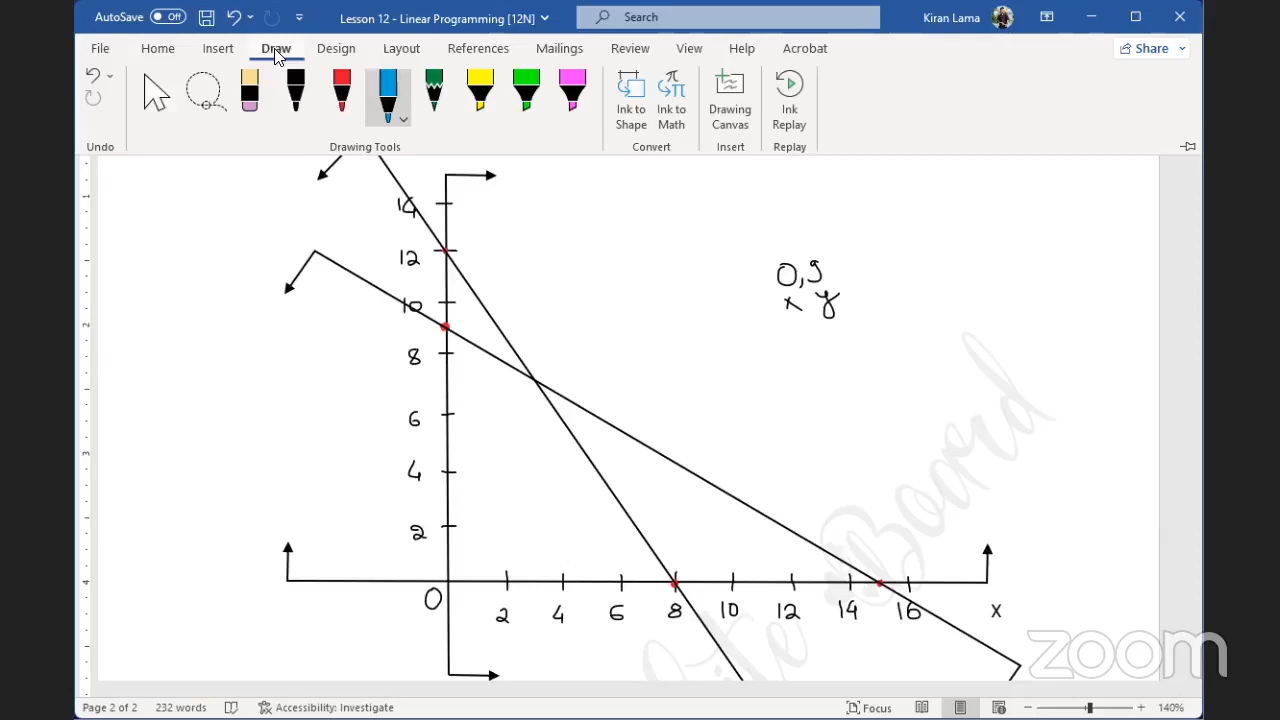 AutoSave Off Lesson 12 - Linear Programming [12N] Search Kiran Lama
File Home Insert Draw Design Layout References Mailings Review View Help Acrobat Share
Ink to Shape Ink to Math Drawing Canvas Ink Replay
Undo Drawing Tools Convert Insert Replay
14
12
0,9
x y
10
8
6
4
2
0 2 4 6 8 10 12 14 16 x
Board
zoom
Page 2 of 2 232 words Accessibility: Investigate Focus 140%